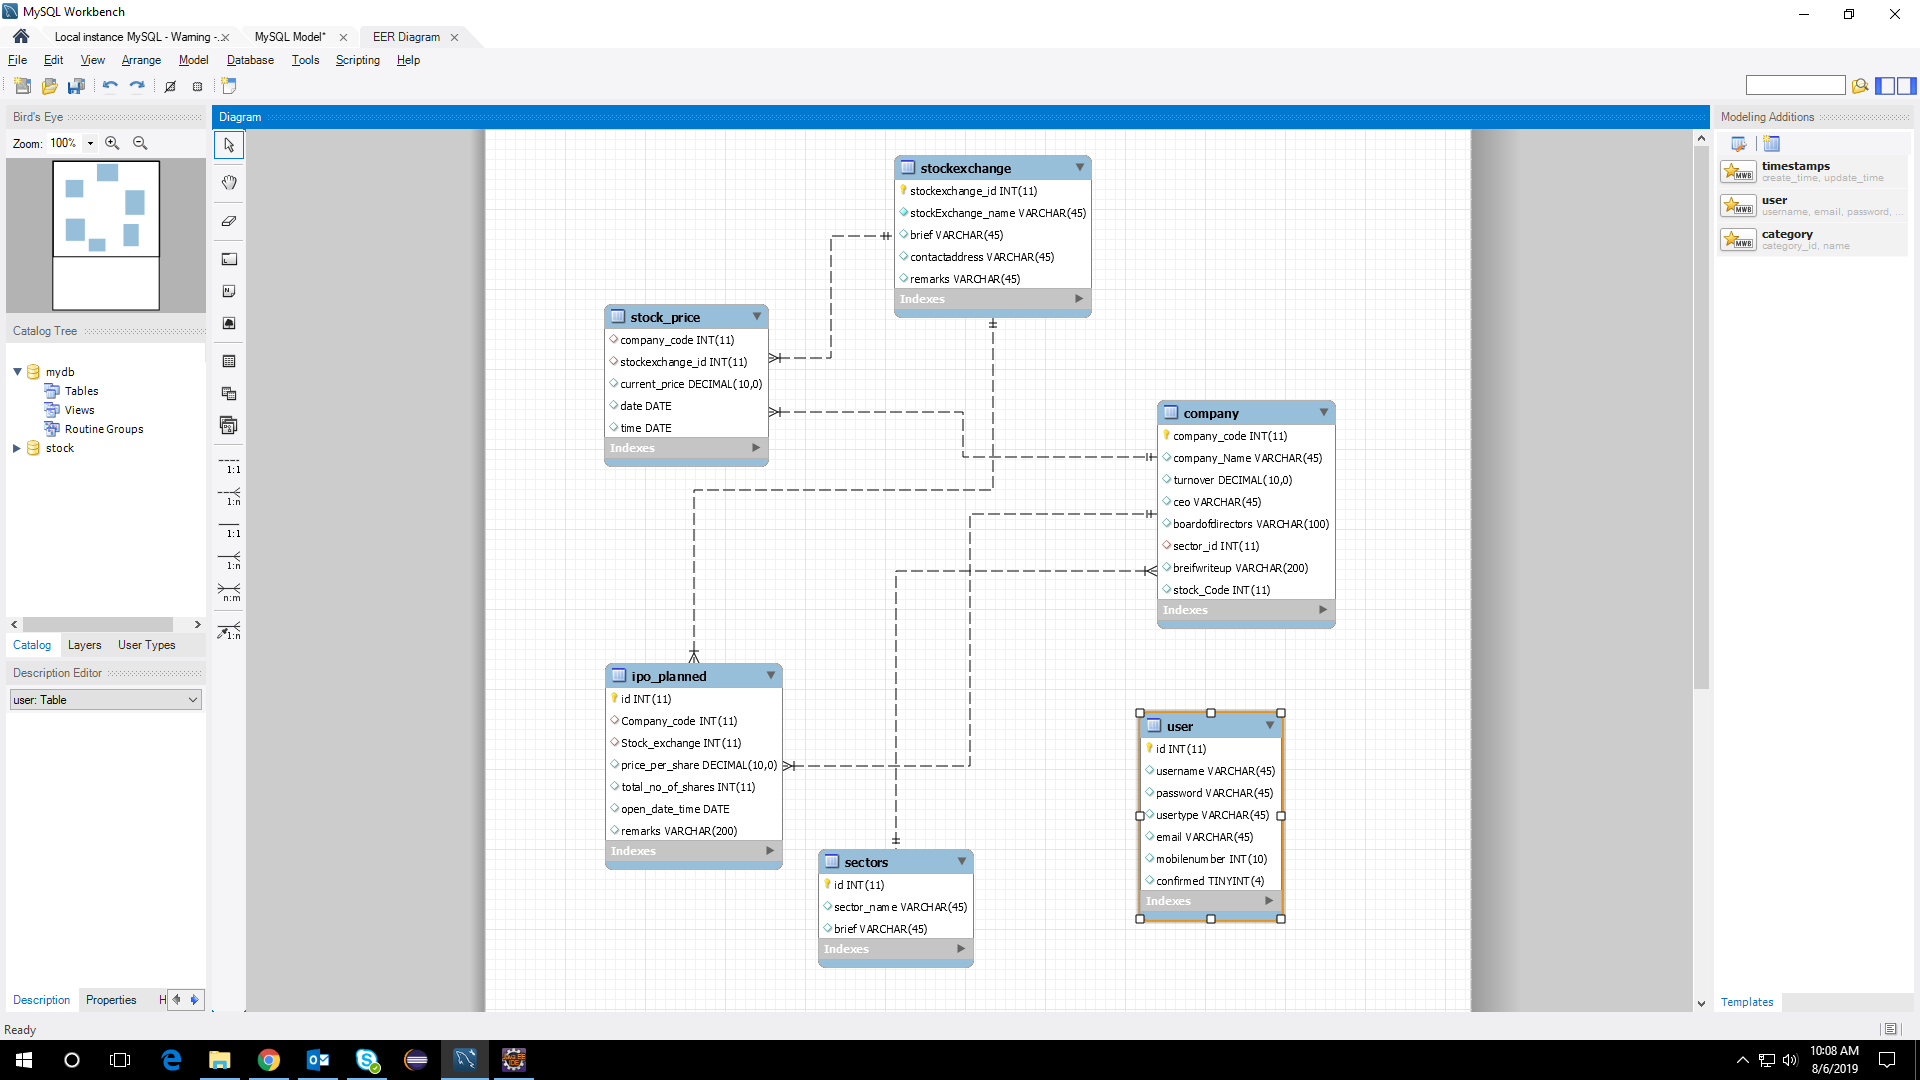 MySQL Workbench
Local instance MySQL - Warning -...
MySQL Model*
EER Diagram
File Edit View Arrange Model Database Tools Scripting Help
Bird's Eye
Zoom: 100%
Catalog Tree
mydb
Tables
Views
Routine Groups
stock
Catalog Layers User Types
Description Editor
user: Table
Description Properties H
Ready
Diagram
1:1
1:n
1:1
1:n
n:m
1:n
stockexchange
stockexchange_id INT(11)
stockExchange_name VARCHAR(45)
brief VARCHAR(45)
contactaddress VARCHAR(45)
remarks VARCHAR(45)
Indexes
stock_price
company_code INT(11)
stockexchange_id INT(11)
current_price DECIMAL(10,0)
date DATE
time DATE
Indexes
company
company_code INT(11)
company_Name VARCHAR(45)
turnover DECIMAL(10,0)
ceo VARCHAR(45)
boardofdirectors VARCHAR(100)
sector_id INT(11)
breifwriteup VARCHAR(200)
stock_Code INT(11)
Indexes
ipo_planned
id INT(11)
Company_code INT(11)
Stock_exchange INT(11)
price_per_share DECIMAL(10,0)
total_no_of_shares INT(11)
open_date_time DATE
remarks VARCHAR(200)
Indexes
sectors
id INT(11)
sector_name VARCHAR(45)
brief VARCHAR(45)
Indexes
user
id INT(11)
username VARCHAR(45)
password VARCHAR(45)
usertype VARCHAR(45)
email VARCHAR(45)
mobilenumber INT(10)
confirmed TINYINT(4)
Indexes
Modeling Additions
MWB
timestamps
create_time, update_time
MWB
user
username, email, password, ...
MWB
category
category_id, name
Templates
10:08 AM
8/6/2019